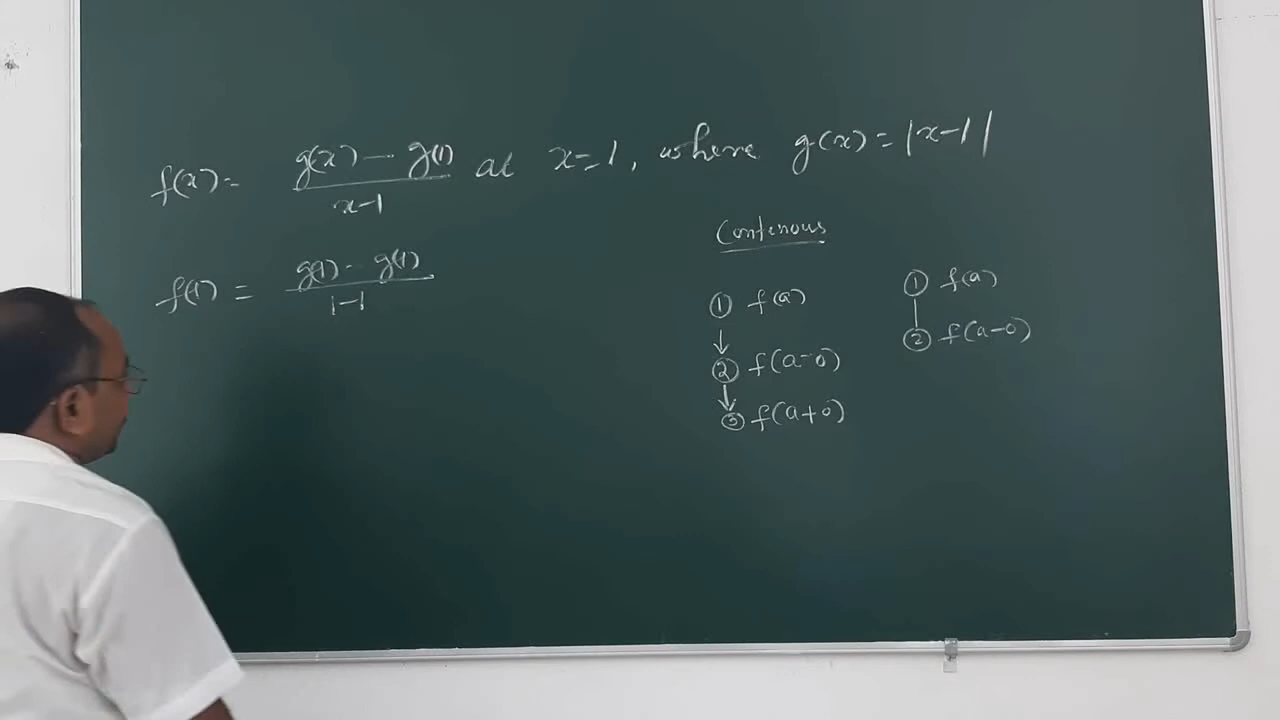 f(x) = g(x) - g(1) / x-1 at x=1, where g(x) = |x-1|
f(1) = g(1) - g(1) / 1-1
Contenous
① f(a)
② f(a-0)
③ f(a+0)
① f(a)
② f(a-0)